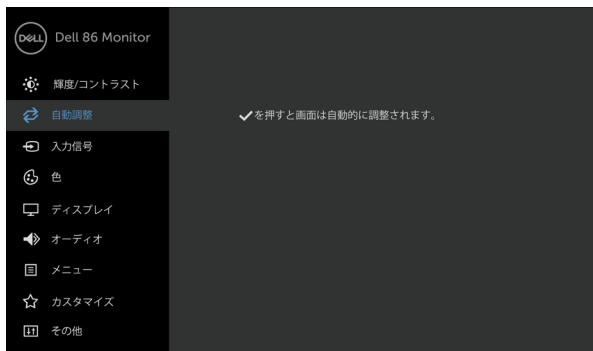 DELL
Dell 86 Monitor
輝度/コントラスト
自動調整
✓を押すと画面は自動的に調整されます。
入力信号
色
ディスプレイ
オーディオ
メニュー
カスタマイズ
その他